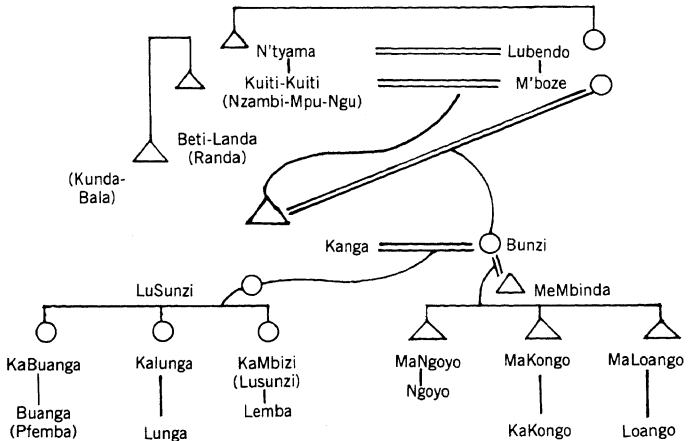 N'tyama Lubendo
Kuiti-Kuiti M'boze
(Nzambi-Mpu-Ngu)
Beti-Landa
(Randa)
(Kunda-
Bala)
Kanga Bunzi
LuSunzi MeMbinda
KaBuanga Kalunga KaMbizi MaNgoyo MaKongo MaLoango
(Lusunzi)
Ngoyo
Buanga Lemba
(Pfemba) Lunga KaKongo Loango